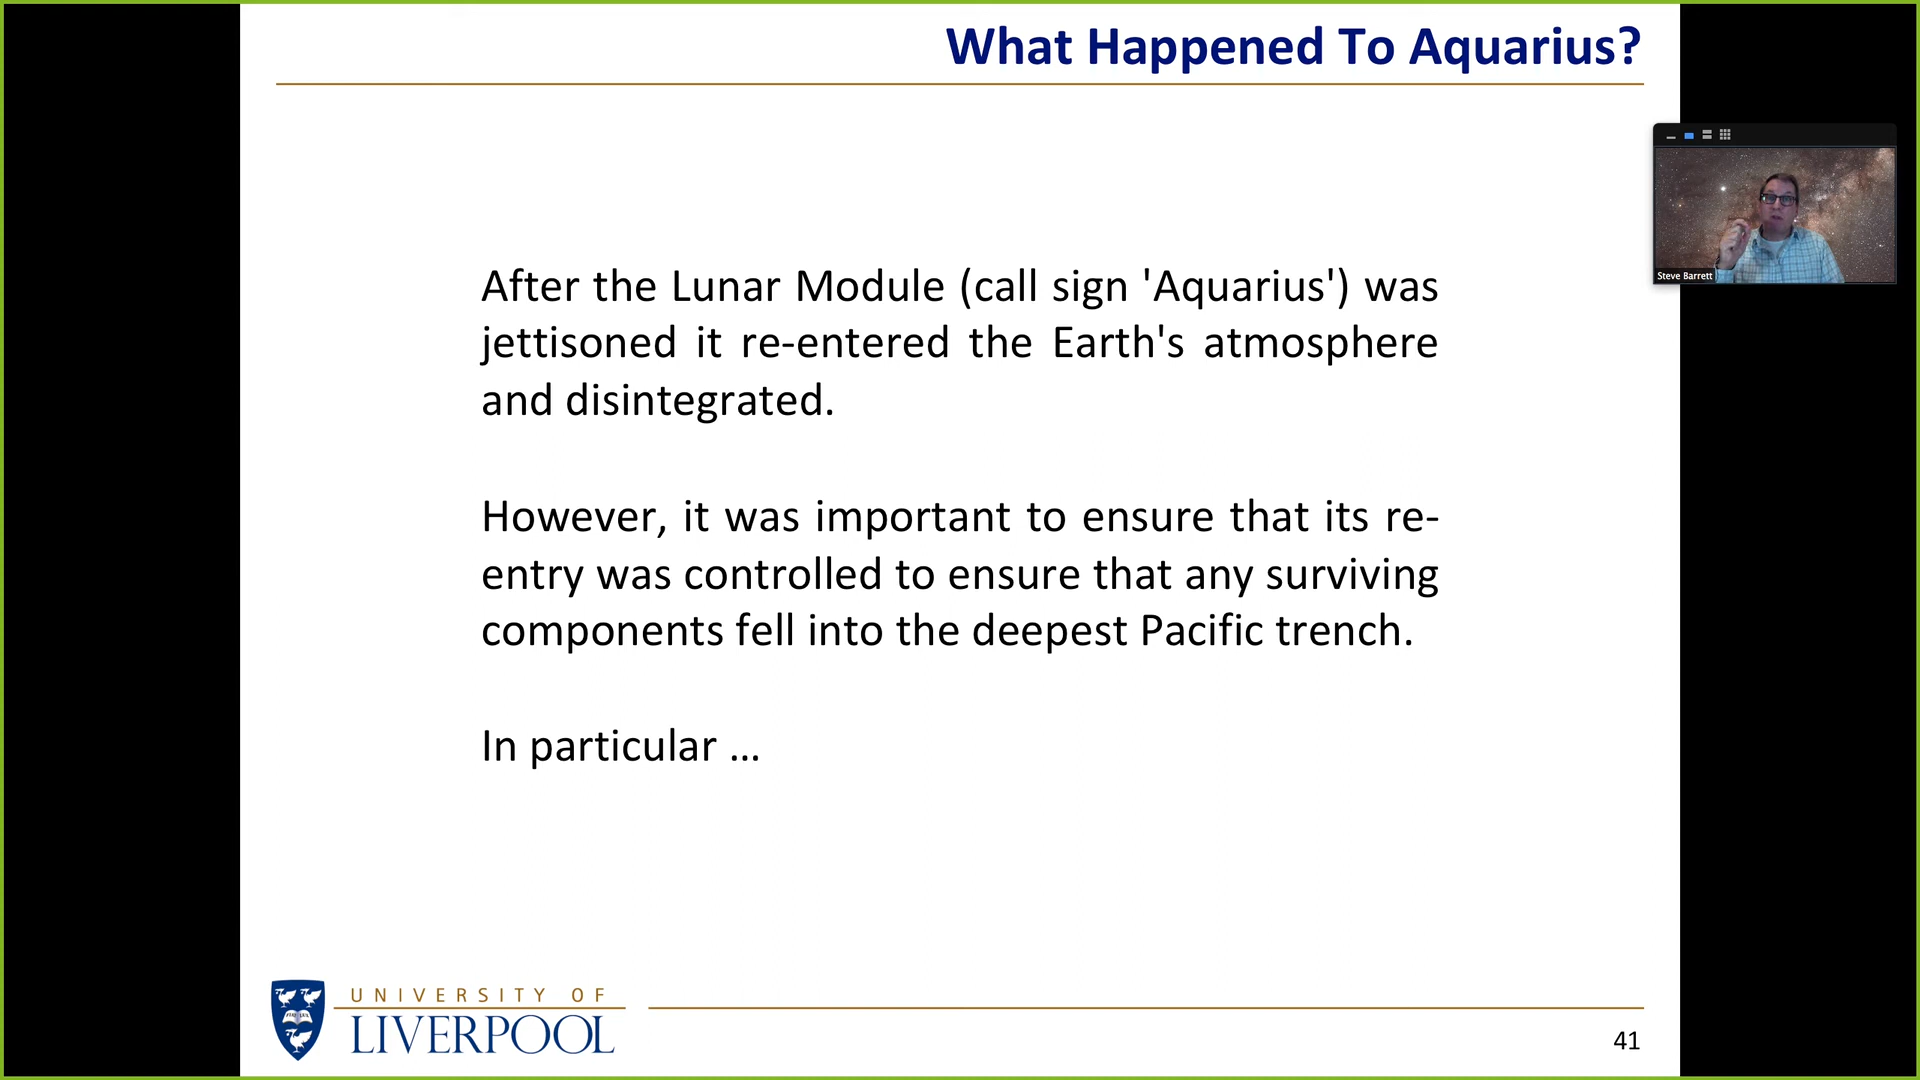 What Happened To Aquarius?
Steve Barrett
After the Lunar Module (call sign 'Aquarius') was
jettisoned it re-entered the Earth's atmosphere
and disintegrated.
However, it was important to ensure that its re-
entry was controlled to ensure that any surviving
components fell into the deepest Pacific trench.
In particular ...
UNIVERSITY OF
LIVERPOOL
41